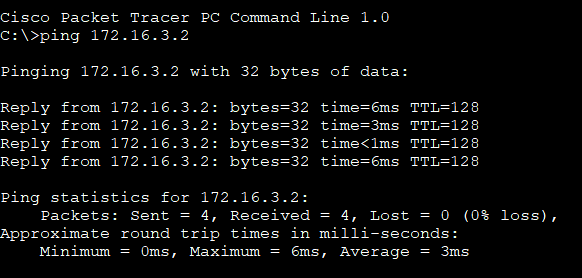 Cisco Packet Tracer PC Command Line 1.0
C:\>ping 172.16.3.2
Pinging 172.16.3.2 with 32 bytes of data:
Reply from 172.16.3.2: bytes=32 time=6ms TTL=128
Reply from 172.16.3.2: bytes=32 time=3ms TTL=128
Reply from 172.16.3.2: bytes=32 time<1ms TTL=128
Reply from 172.16.3.2: bytes=32 time=6ms TTL=128
Ping statistics for 172.16.3.2:
    Packets: Sent = 4, Received = 4, Lost = 0 (0% loss),
Approximate round trip times in milli-seconds:
    Minimum = 0ms, Maximum = 6ms, Average = 3ms